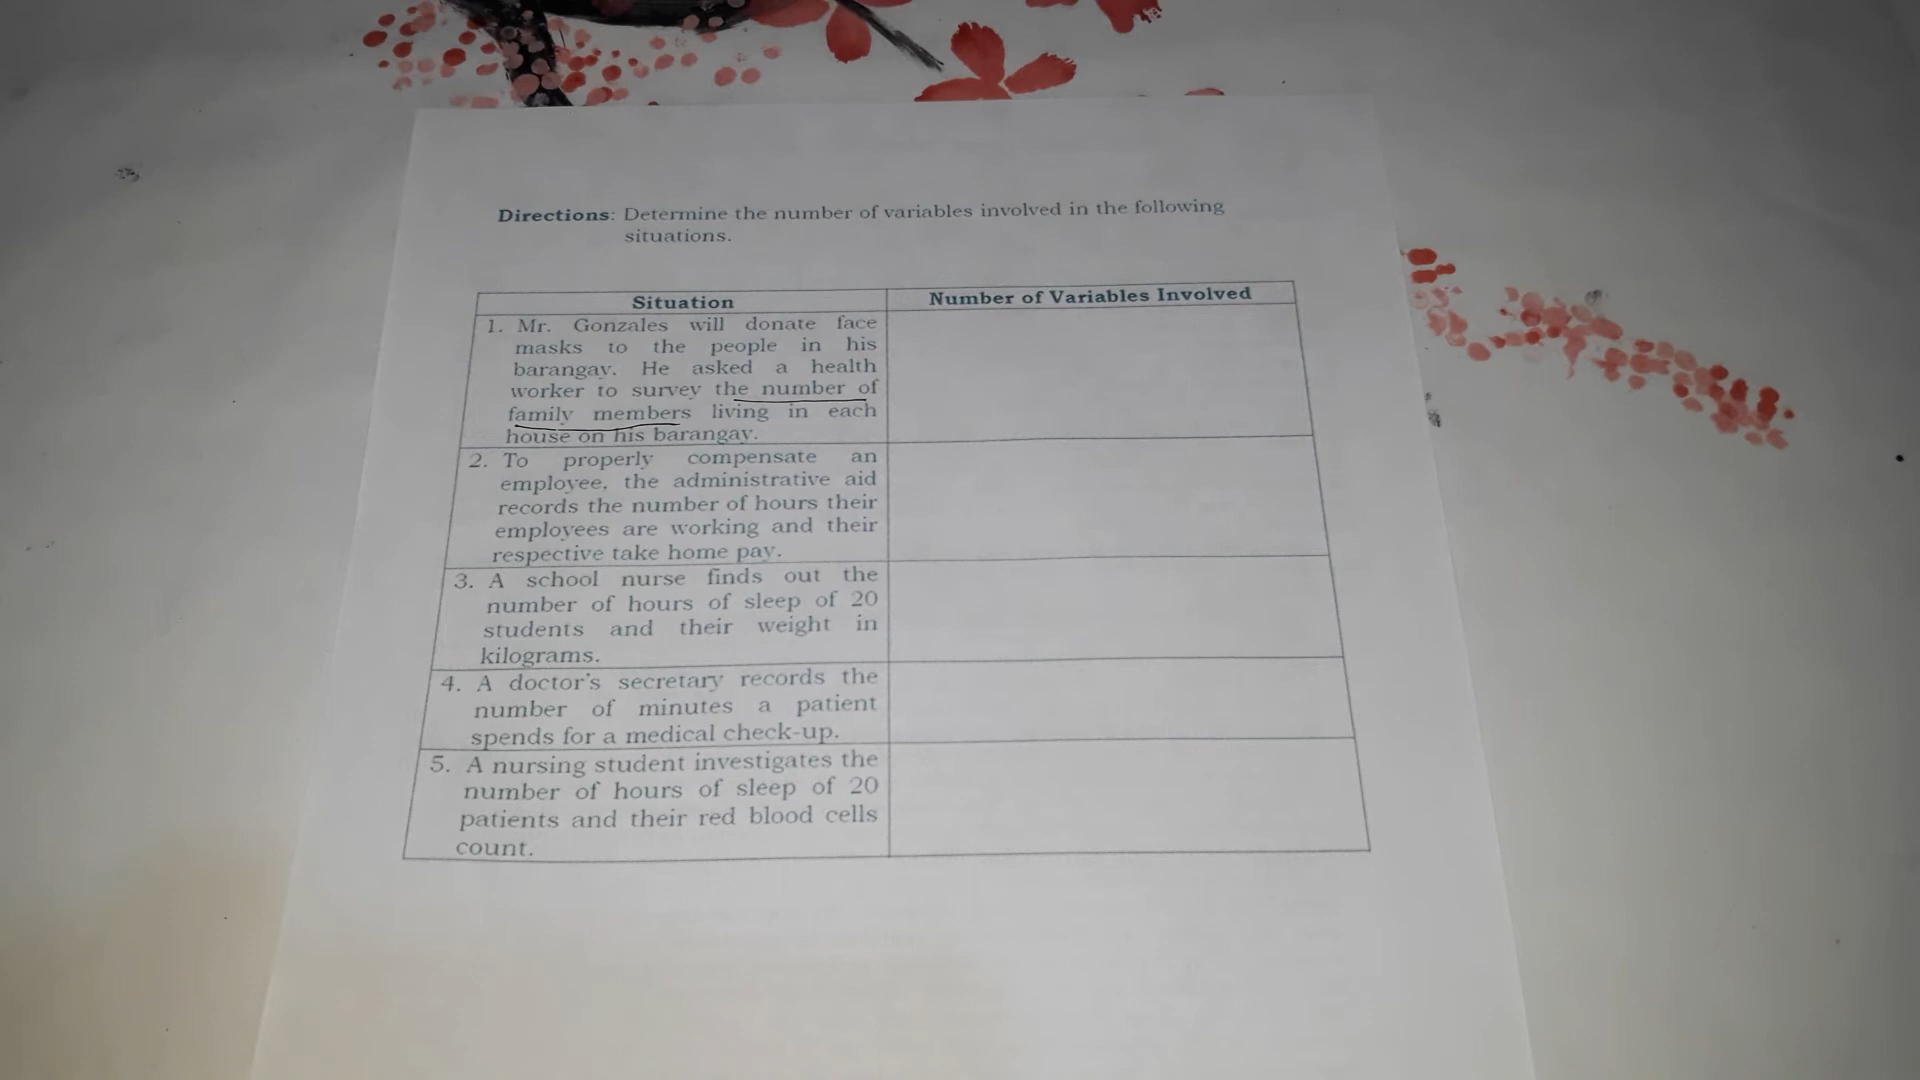 Directions: Determine the number of variables involved in the following
situations.
Situation
Number of Variables Involved
1. Mr. Gonzales will donate face
masks to the people in his
barangay. He asked a health
worker to survey the number of
family members living in each
house on his barangay.
2. To properly compensate an
employee, the administrative aid
records the number of hours their
employees are working and their
respective take home pay.
3. A school nurse finds out the
number of hours of sleep of 20
students and their weight in
kilograms.
4. A doctor's secretary records the
number of minutes a patient
spends for a medical check-up.
5. A nursing student investigates the
number of hours of sleep of 20
patients and their red blood cells
count.